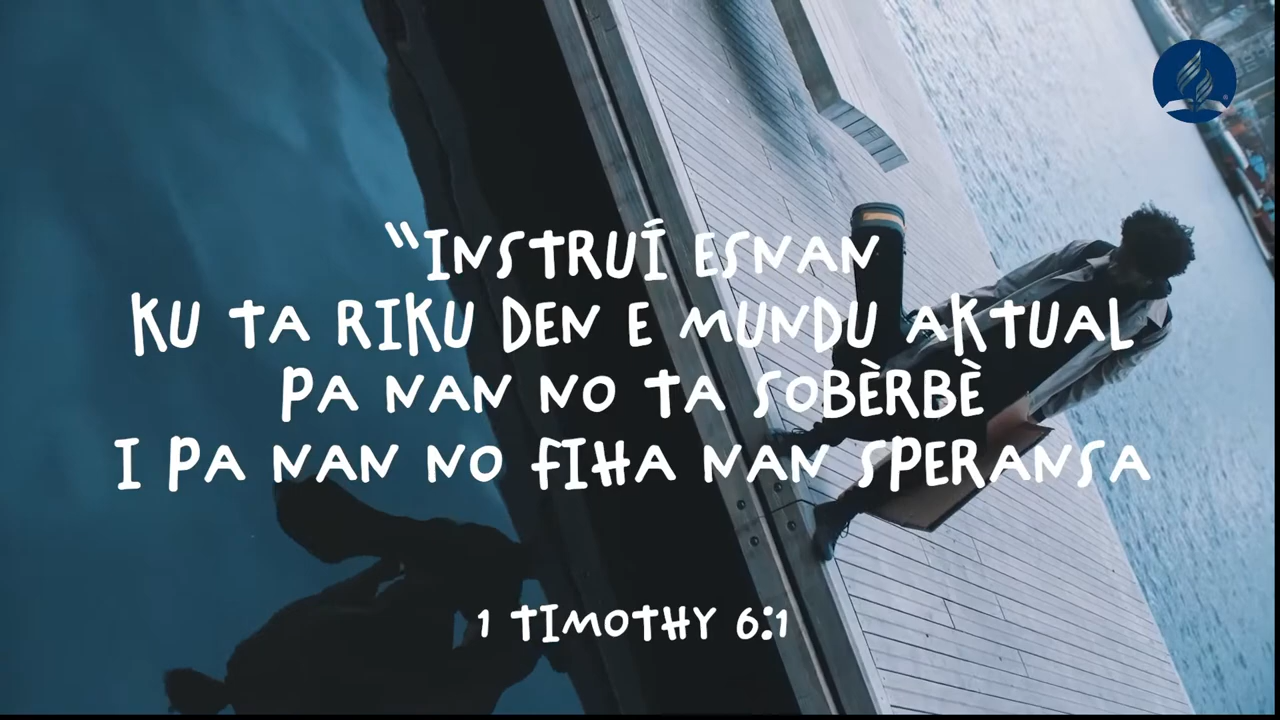 “INSTRUÍ ESNAN
KU TA RIKU DEN E MUNDU AKTUAL
PA NAN NO TA SOBÈRBÈ
I PA NAN NO FIHA NAN SPERANSA
1 TIMOTHY 6:1